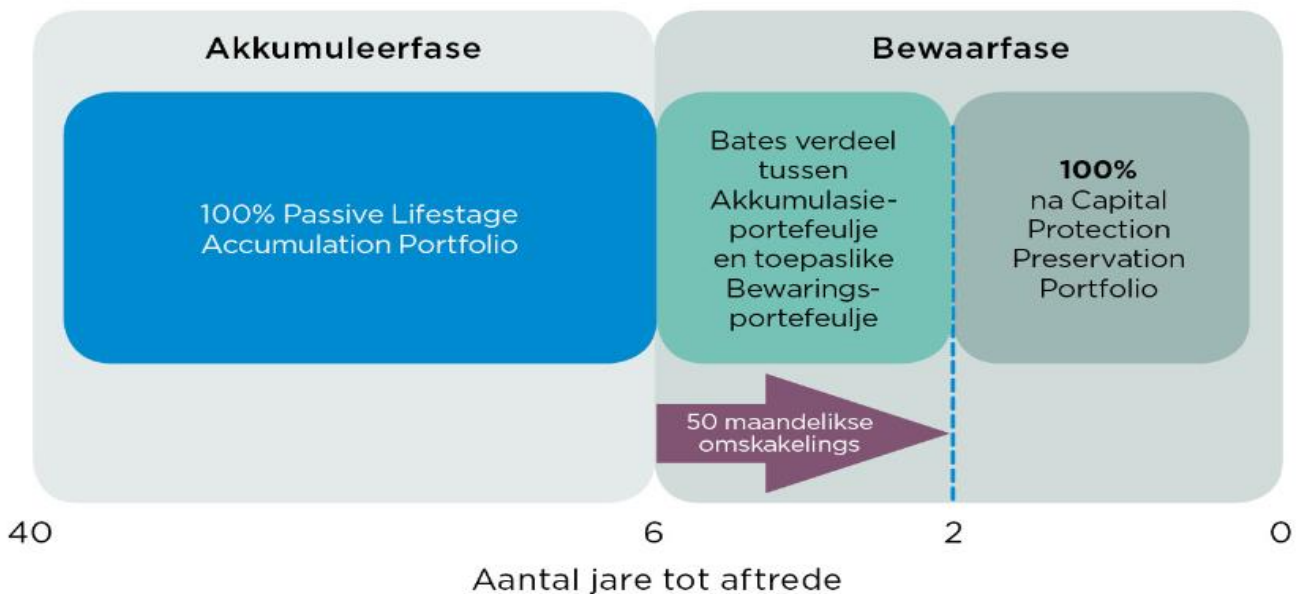 Akkumuleerfase
Bewaarfase
100% Passive Lifestage
Accumulation Portfolio
Bates verdeel
tussen
Akkumulasie-
portefeulje
en toepaslike
Bewarings-
portefeulje
100%
na Capital
Protection
Preservation
Portfolio
50 maandelikse
omskakelings
40
6
2
0
Aantal jare tot aftrede